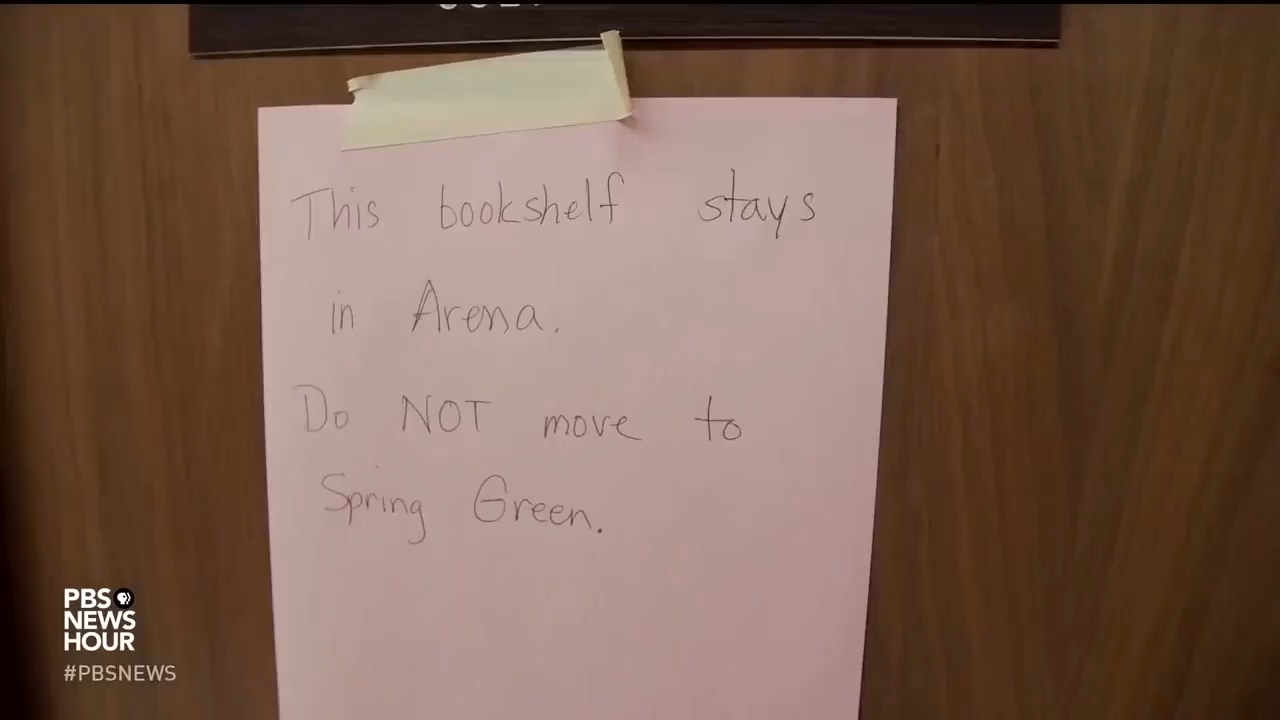 This bookshelf stays
in Arena.
Do NOT move to
Spring Green.
PBS
NEWS
HOUR
#PBSNEWS